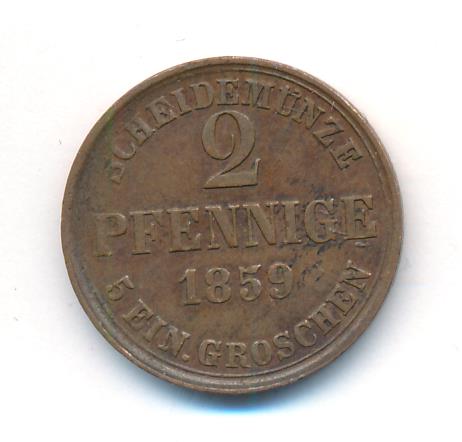 SCHEIDEMÜNZE
2
PFENNIGE
1859
5 EIN. GROSCHEN